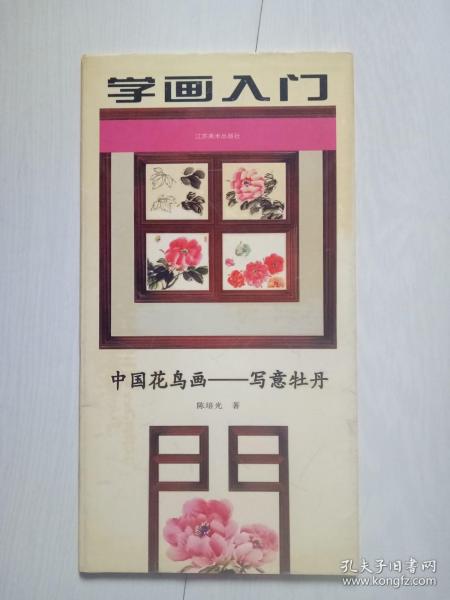 学画入门
江苏美术出版社
中国花鸟画——写意牡丹
陈培光 著
孔夫子旧书网
www.kongfz.com